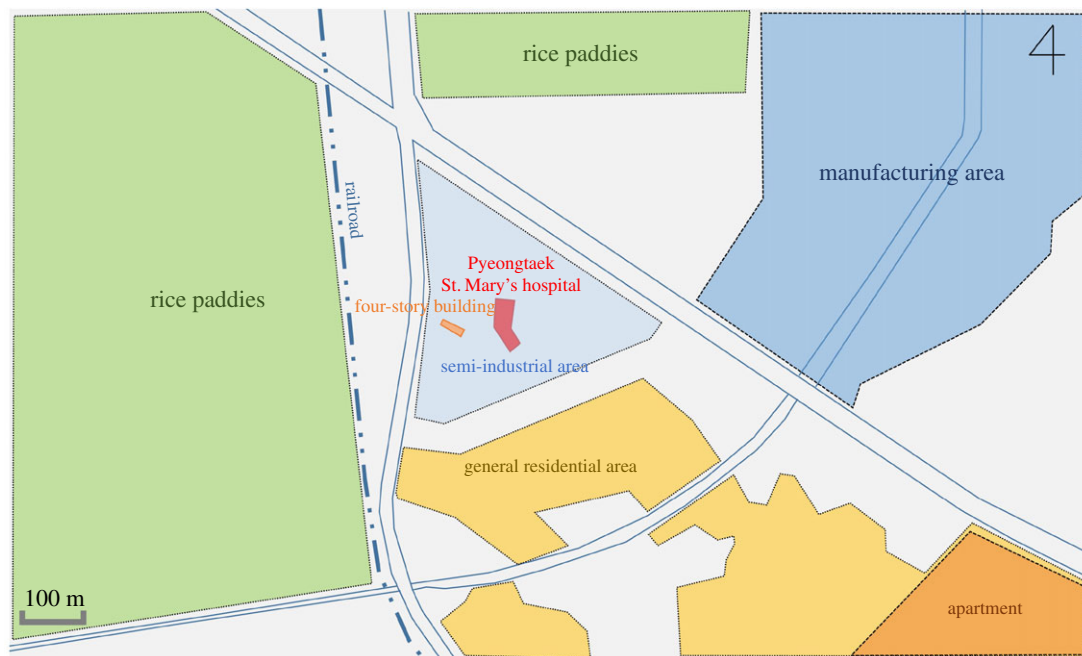 rice paddies
manufacturing area
railroad
Pyeongtaek
St. Mary's hospital
rice paddies
four-story building
semi-industrial area
general residential area
100 m
apartment